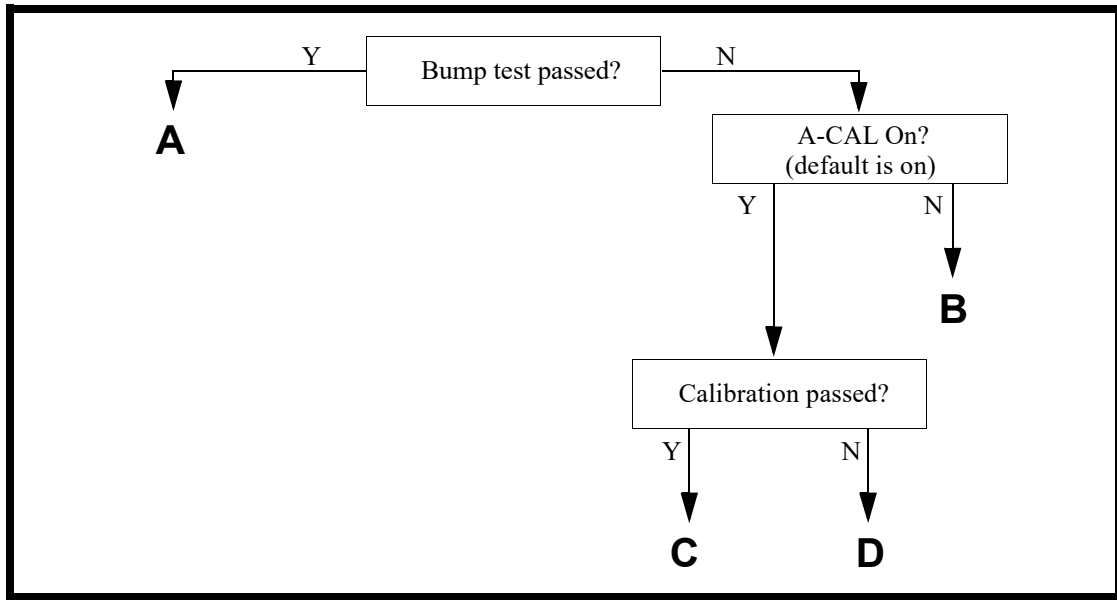 Y
Bump test passed?
N
A
A-CAL On?
(default is on)
Y
N
B
Calibration passed?
Y
N
C
D